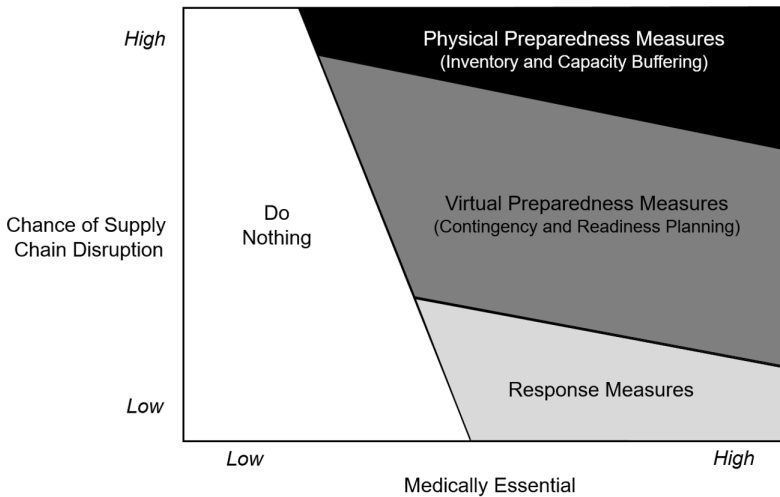 High
Physical Preparedness Measures
(Inventory and Capacity Buffering)
Chance of Supply
Chain Disruption
Do
Nothing
Virtual Preparedness Measures
(Contingency and Readiness Planning)
Response Measures
Low
Low
High
Medically Essential